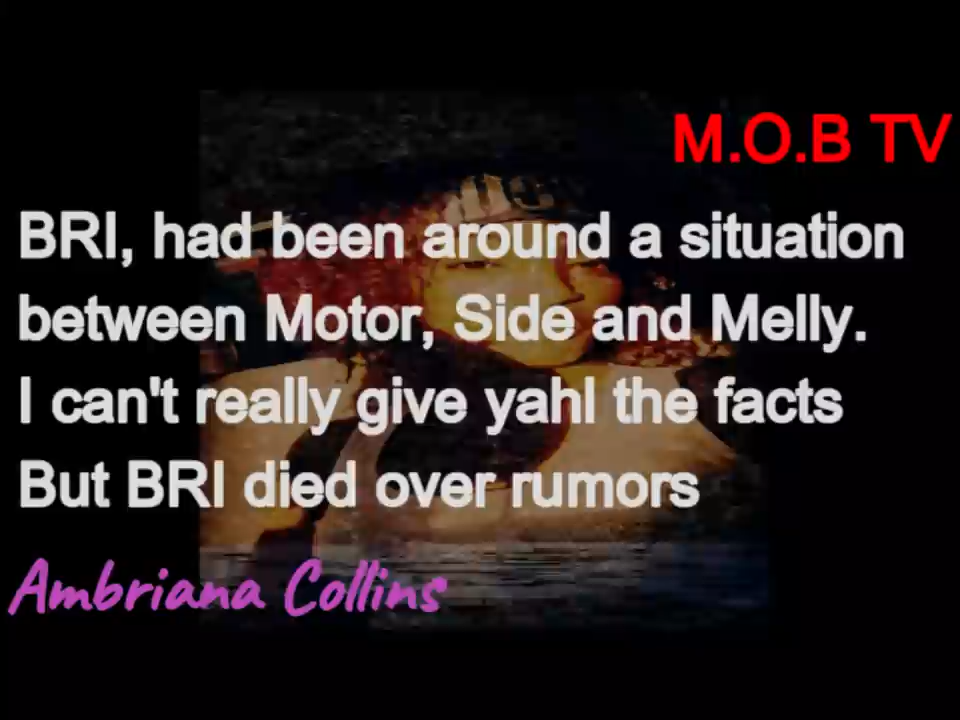 M.O.B TV
BRI, had been around a situation
between Motor, Side and Melly.
I can't really give yahl the facts
But BRI died over rumors
Ambriana Collins